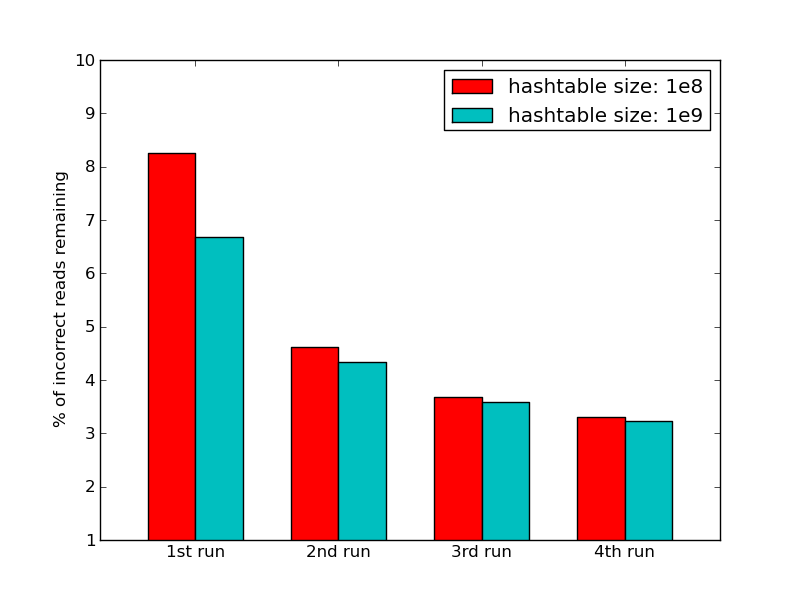 10
9
8
7
6
5
4
3
2
1
% of incorrect reads remaining
hashtable size: 1e8
hashtable size: 1e9
1st run
2nd run
3rd run
4th run